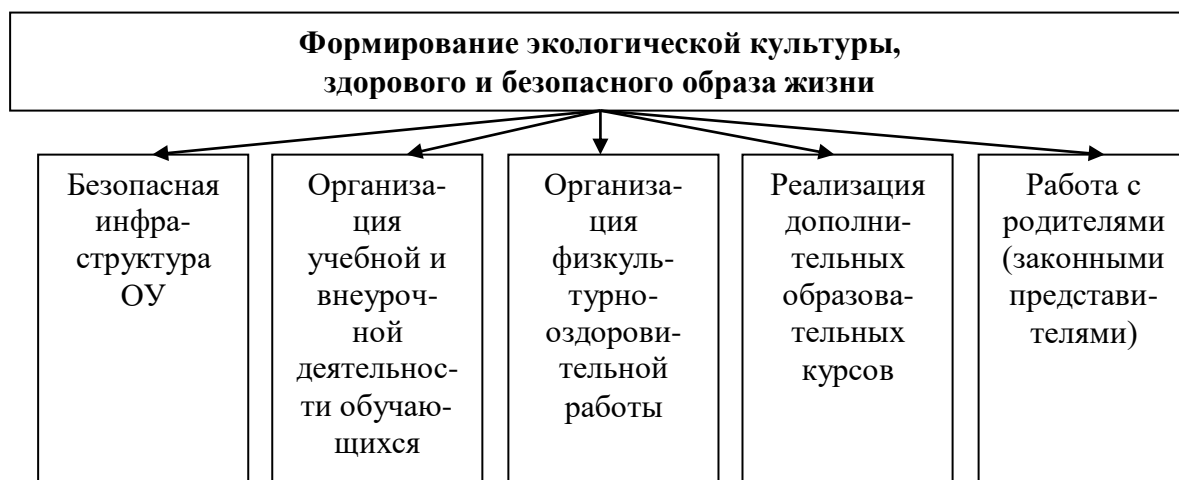 Формирование экологической культуры,
здорового и безопасного образа жизни
Безопасная
инфра-
структура
ОУ
Организа-
ция
учебной и
внеуроч-
ной
деятельнос-
ти обучаю-
щихся
Организа-
ция
физкуль-
турно-
оздорови-
тельной
работы
Реализация
дополни-
тельных
образова-
тельных
курсов
Работа с
родителями
(законными
представи-
телями)